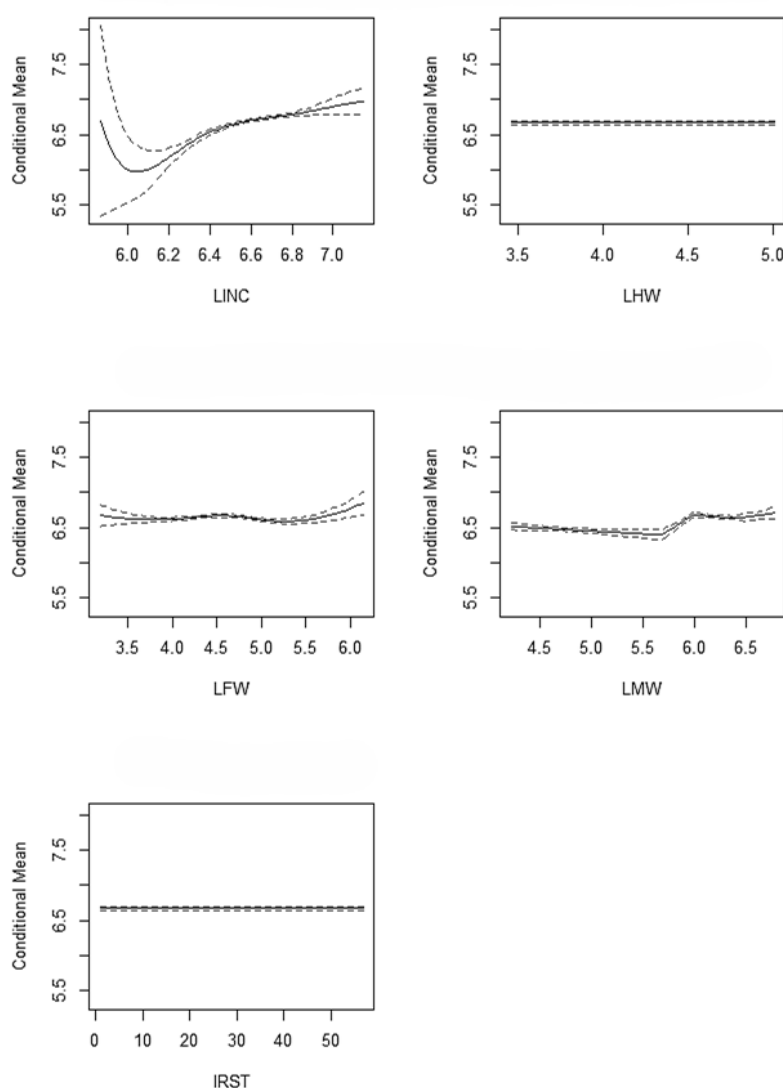 Conditional Mean
7.5
6.5
5.5
6.0 6.2 6.4 6.6 6.8 7.0
LINC
Conditional Mean
7.5
6.5
5.5
3.5 4.0 4.5 5.0
LHW
Conditional Mean
7.5
6.5
5.5
3.5 4.0 4.5 5.0 5.5 6.0
LFW
Conditional Mean
7.5
6.5
5.5
4.5 5.0 5.5 6.0 6.5
LMW
Conditional Mean
7.5
6.5
5.5
0 10 20 30 40 50
IRST